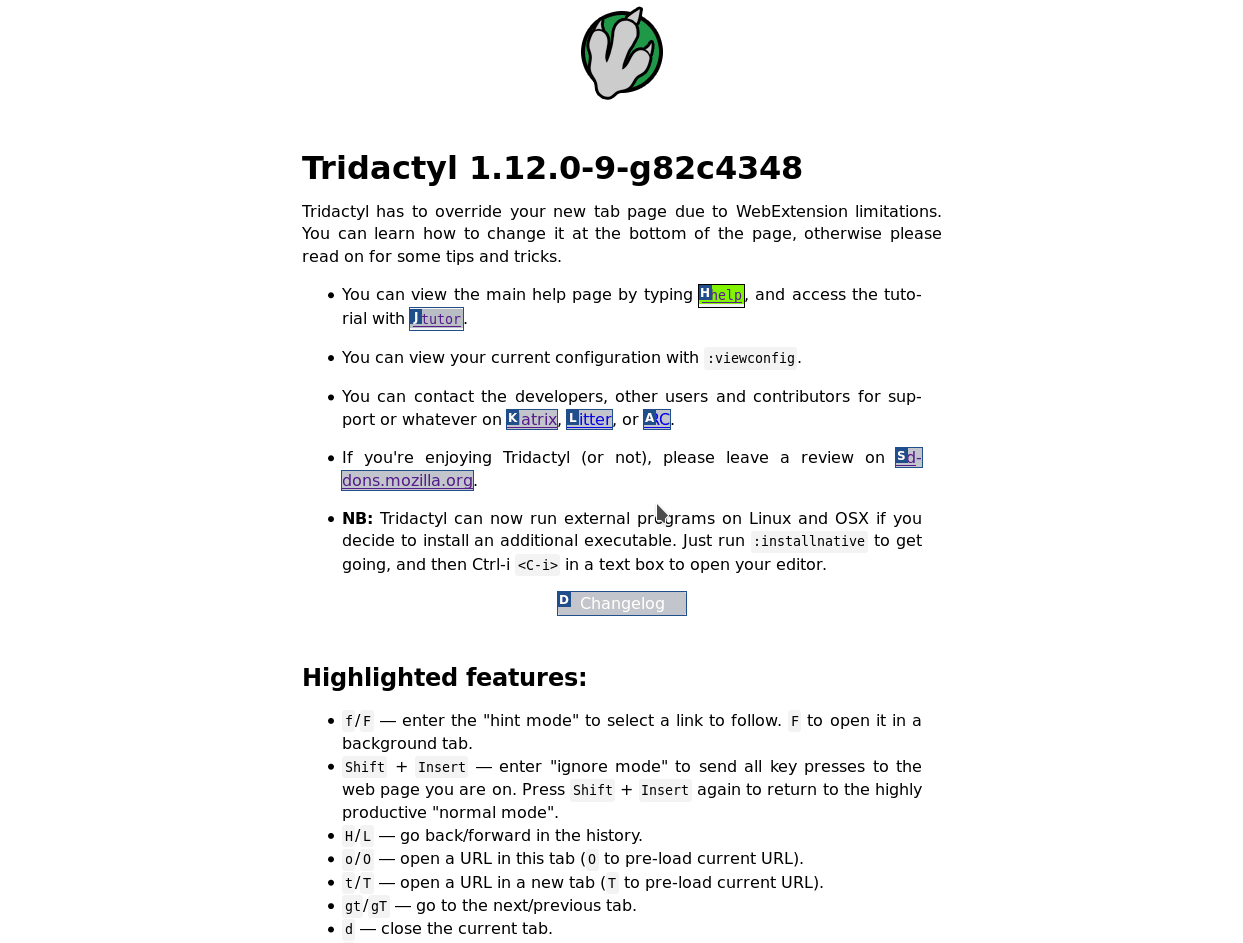 Tridactyl 1.12.0-9-g82c4348
Tridactyl has to override your new tab page due to WebExtension limitations.
You can learn how to change it at the bottom of the page, otherwise please
read on for some tips and tricks.
• You can view the main help page by typing H help, and access the tuto-
rial with J tutor.
• You can view your current configuration with :viewconfig.
• You can contact the developers, other users and contributors for sup-
port or whatever on K atrix, L itter, or A RC.
• If you're enjoying Tridactyl (or not), please leave a review on S d-
dons.mozilla.org.
• NB: Tridactyl can now run external programs on Linux and OSX if you
decide to install an additional executable. Just run :installnative to get
going, and then Ctrl-i <C-i> in a text box to open your editor.
D Changelog
Highlighted features:
• f/F — enter the "hint mode" to select a link to follow. F to open it in a
background tab.
• Shift + Insert — enter "ignore mode" to send all key presses to the
web page you are on. Press Shift + Insert again to return to the highly
productive "normal mode".
• H/L — go back/forward in the history.
• o/O — open a URL in this tab (O to pre-load current URL).
• t/T — open a URL in a new tab (T to pre-load current URL).
• gt/gT — go to the next/previous tab.
• d — close the current tab.